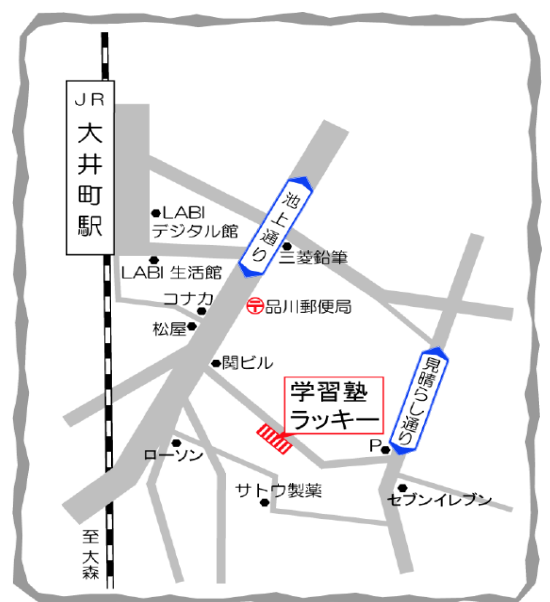 JR
大井町駅
LABI
デジタル館
LABI 生活館
池上通り
三菱鉛筆
コナカ
松屋
〒品川郵便局
関ビル
見晴らし通り
学習塾
ラッキー
P
ローソン
サトウ製薬
セブンイレブン
至大森